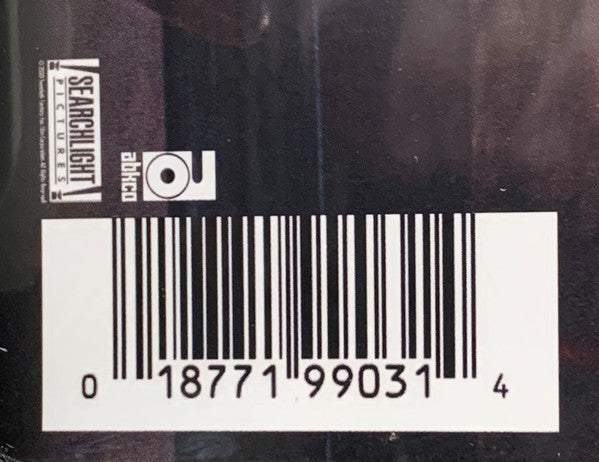 SEARCHLIGHT
PICTURES
abkco
0 18771 99031 4